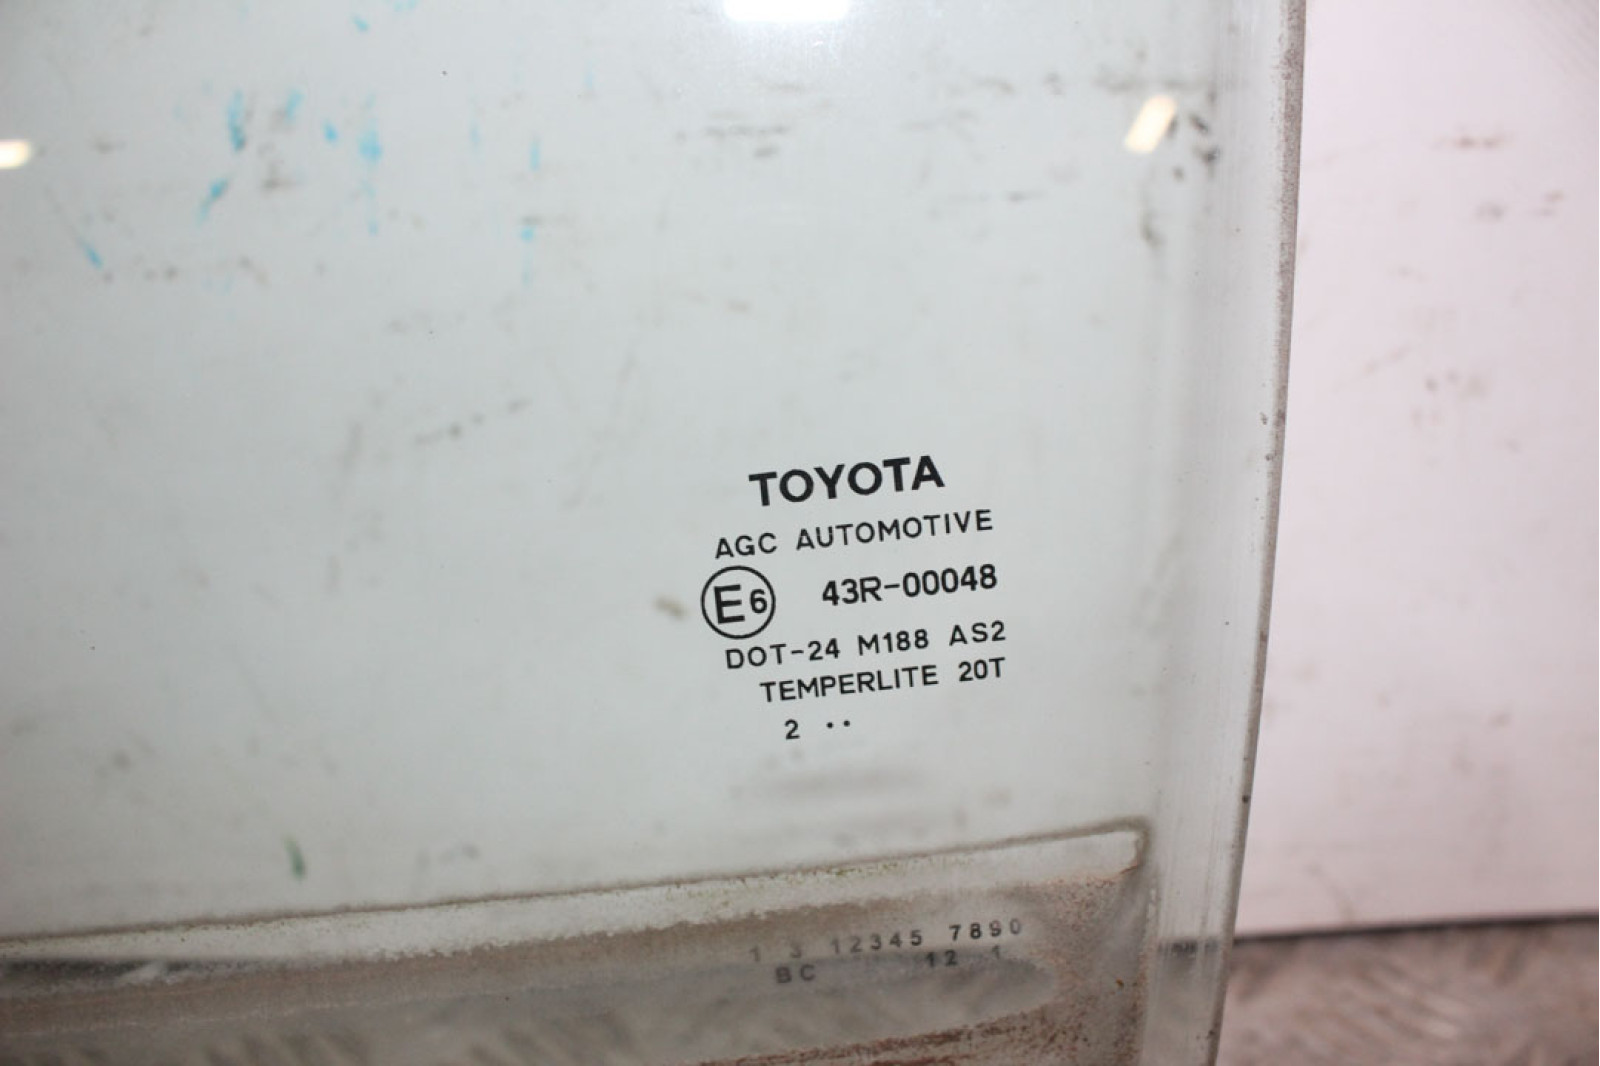 TOYOTA
AGC AUTOMOTIVE
E6 43R-00048
DOT-24 M188 AS2
TEMPERLITE 20T
2 ··
1 3 12345 7890
BC 12 1